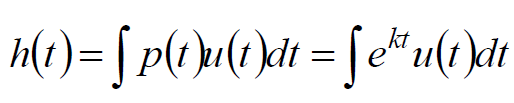 h(t) = ∫ p(t)u(t)dt = ∫ e^{kt} u(t)dt